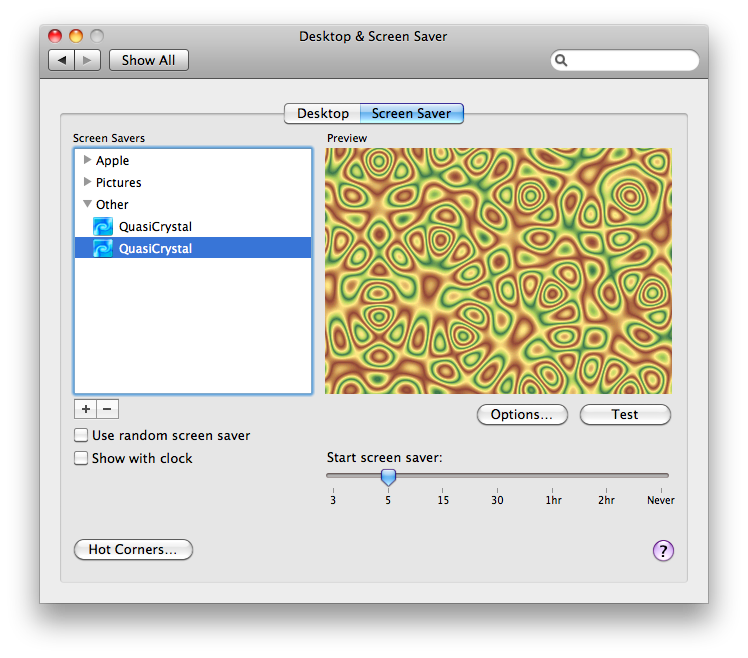 Desktop & Screen Saver
Show All
Desktop
Screen Saver
Screen Savers
Preview
Apple
Pictures
Other
QuasiCrystal
QuasiCrystal
+ −
Options...
Test
Use random screen saver
Show with clock
Start screen saver:
3 5 15 30 1hr 2hr Never
Hot Corners...
?